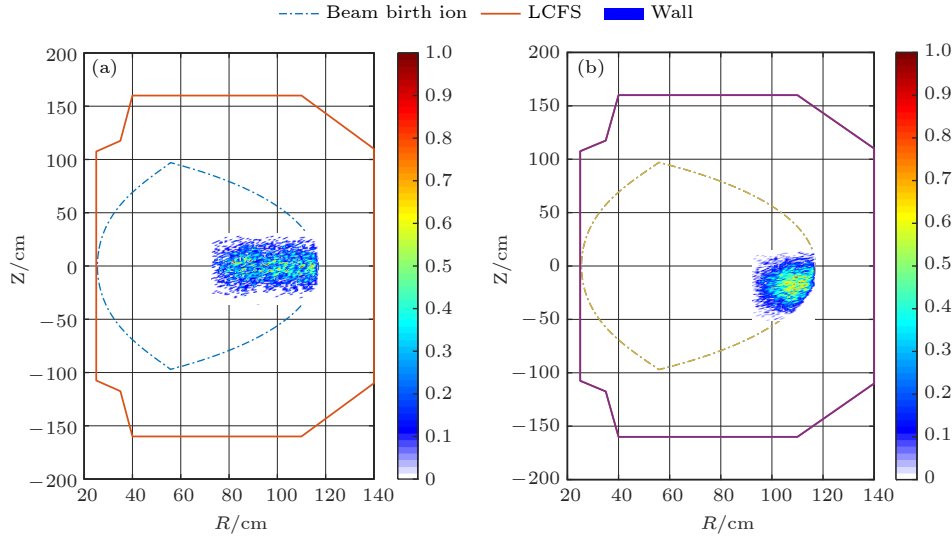 Beam birth ion LCFS Wall
(a) (b)
200 1.0 200 1.0
150 0.9 150 0.9
0.8 0.8
100 0.7 100 0.7
50 0.6 50 0.6
Z/cm 0 0.5 Z/cm 0 0.5
0.4 0.4
−50 0.3 −50 0.3
−100 0.2 −100 0.2
−150 0.1 −150 0.1
−200 0 −200 0
20 40 60 80 100 120 140 20 40 60 80 100 120 140
R/cm R/cm